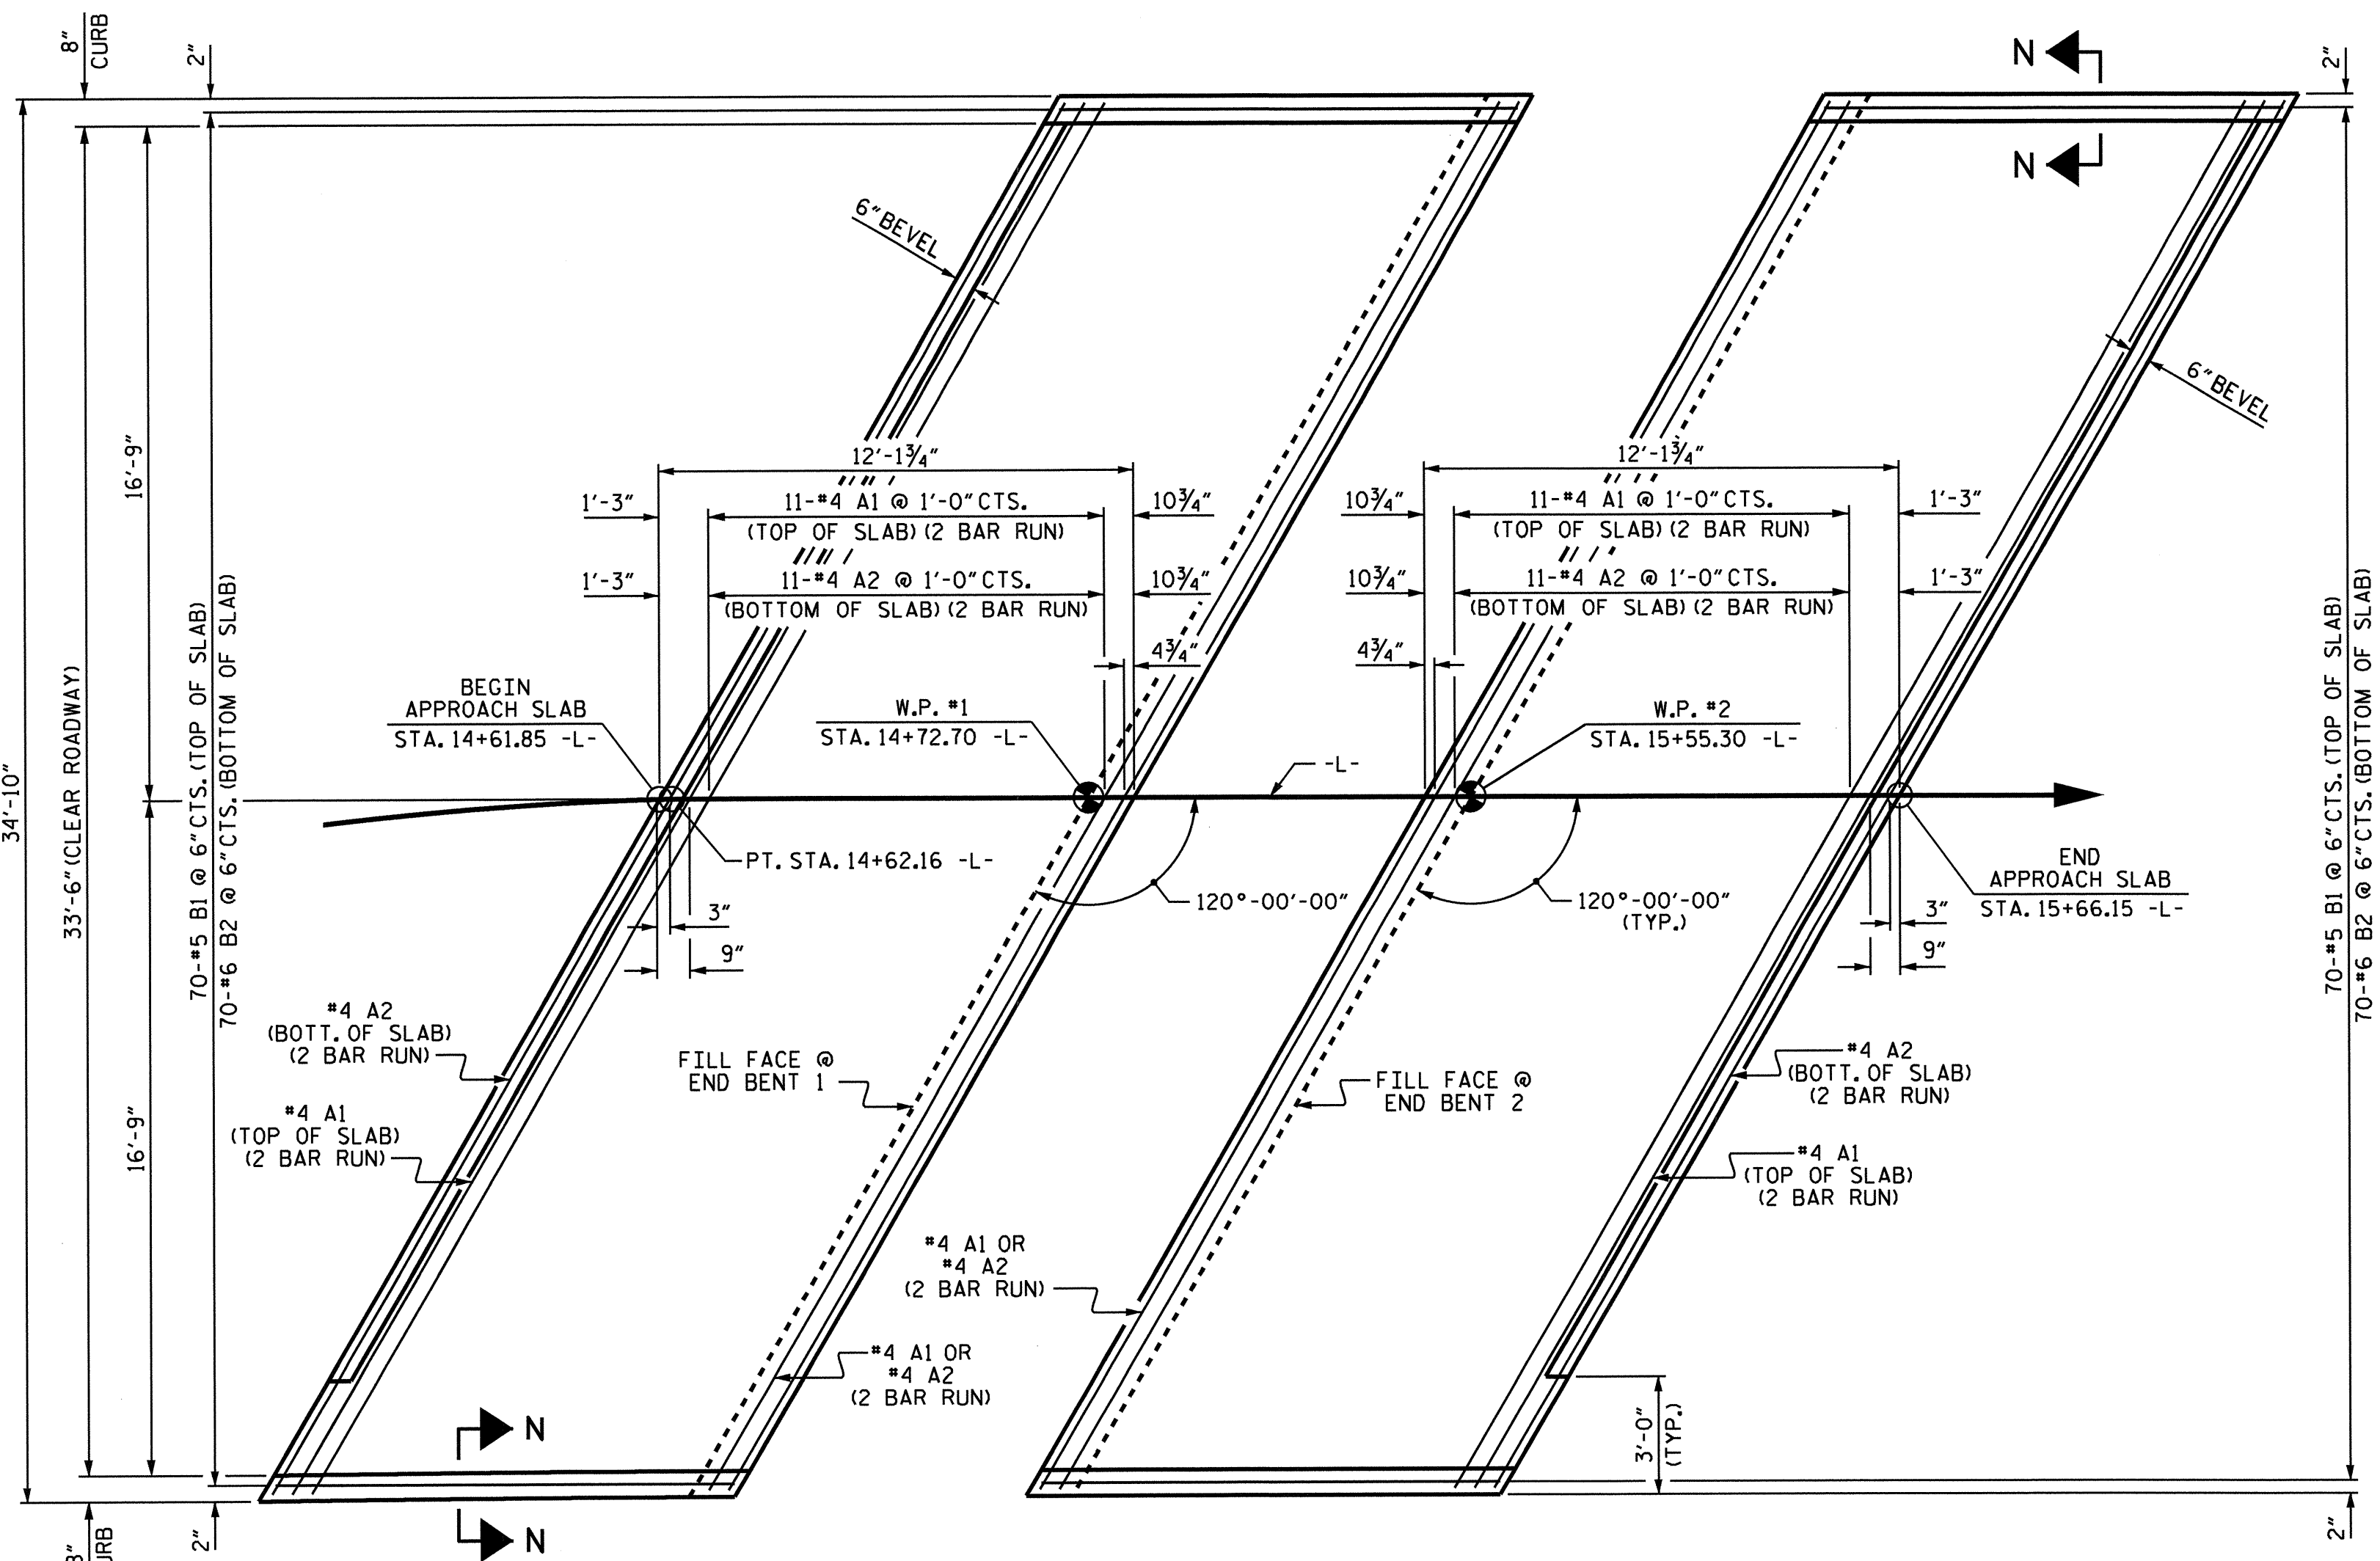 8"
CURB
2"
N
2"
N
6"BEVEL
6"BEVEL
34'-10"
33'-6"(CLEAR ROADWAY)
16'-9"
16'-9"
70-#5 B1 @ 6"CTS.(TOP OF SLAB)
70-#6 B2 @ 6"CTS.(BOTTOM OF SLAB)
12'-1¾"
1'-3"
11-#4 A1 @ 1'-0"CTS.
(TOP OF SLAB)(2 BAR RUN)
10¾"
1'-3"
11-#4 A2 @ 1'-0"CTS.
(BOTTOM OF SLAB)(2 BAR RUN)
10¾"
4¾"
12'-1¾"
10¾"
11-#4 A1 @ 1'-0"CTS.
(TOP OF SLAB)(2 BAR RUN)
1'-3"
10¾"
11-#4 A2 @ 1'-0"CTS.
(BOTTOM OF SLAB)(2 BAR RUN)
1'-3"
4¾"
BEGIN
APPROACH SLAB
STA.14+61.85 -L-
W.P. #1
STA.14+72.70 -L-
-L-
W.P. #2
STA.15+55.30 -L-
PT. STA.14+62.16 -L-
3"
9"
120°-00'-00"
120°-00'-00"
(TYP.)
END
APPROACH SLAB
STA.15+66.15 -L-
3"
9"
70-#5 B1 @ 6"CTS.(TOP OF SLAB)
70-#6 B2 @ 6"CTS.(BOTTOM OF SLAB)
#4 A2
(BOTT.OF SLAB)
(2 BAR RUN)
#4 A1
(TOP OF SLAB)
(2 BAR RUN)
FILL FACE @
END BENT 1
FILL FACE @
END BENT 2
#4 A2
(BOTT.OF SLAB)
(2 BAR RUN)
#4 A1
(TOP OF SLAB)
(2 BAR RUN)
#4 A1 OR
#4 A2
(2 BAR RUN)
#4 A1 OR
#4 A2
(2 BAR RUN)
3'-0"
(TYP.)
N
N
8"
CURB
2"
2"